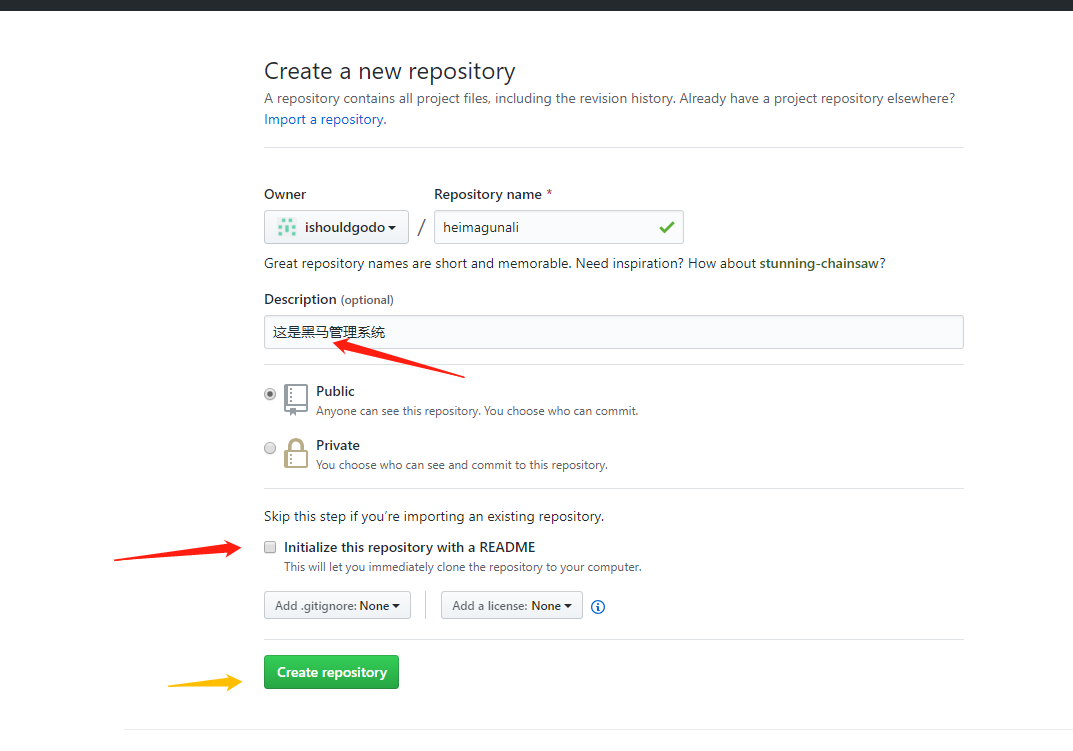 Create a new repository
A repository contains all project files, including the revision history. Already have a project repository elsewhere?
Import a repository.
Owner
Repository name *
ishouldgodo
/
heimagunali
Great repository names are short and memorable. Need inspiration? How about stunning-chainsaw?
Description (optional)
这是黑马管理系统
Public
Anyone can see this repository. You choose who can commit.
Private
You choose who can see and commit to this repository.
Skip this step if you’re importing an existing repository.
Initialize this repository with a README
This will let you immediately clone the repository to your computer.
Add .gitignore: None
Add a license: None
Create repository